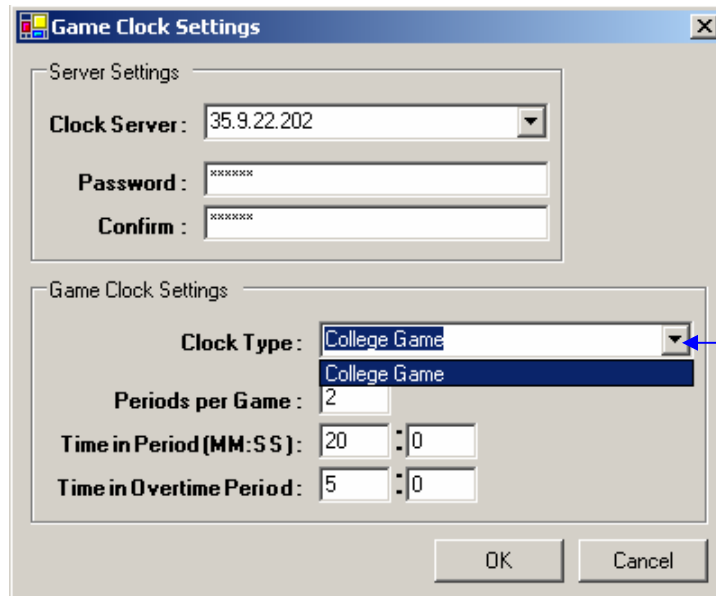 Game Clock Settings
Server Settings
Clock Server: 35.9.22.202
Password: ××××××
Confirm: ××××××
Game Clock Settings
Clock Type: College Game
College Game
Periods per Game: 2
Time in Period (MM:SS): 20 : 0
Time in Overtime Period: 5 : 0
OK Cancel